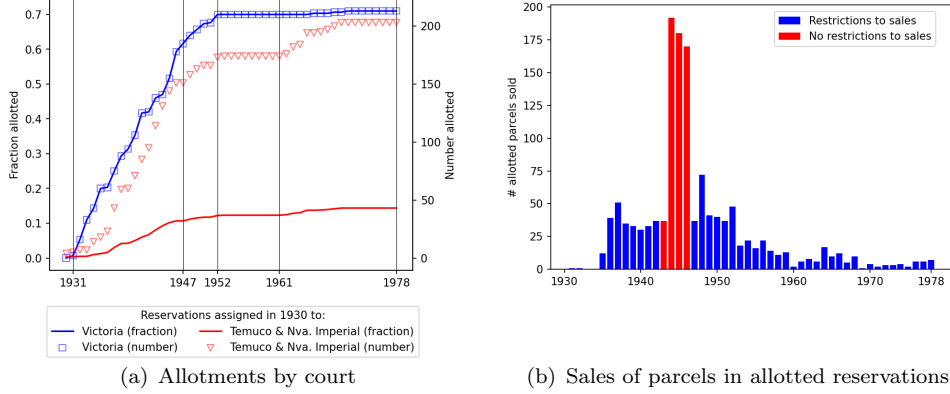 0.7
0.6
0.5
0.4
0.3
0.2
0.1
0.0
Fraction allotted
200
150
100
50
0
Number allotted
1931
1947
1952
1961
1978
Reservations assigned in 1930 to:
Victoria (fraction)
Temuco & Nva. Imperial (fraction)
Victoria (number)
Temuco & Nva. Imperial (number)
(a) Allotments by court
200
175
150
125
100
75
50
25
0
# allotted parcels sold
Restrictions to sales
No restrictions to sales
1930
1940
1950
1960
1970
1978
(b) Sales of parcels in allotted reservations